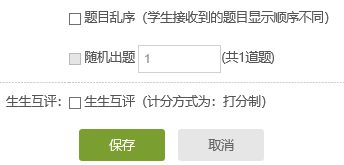 题目乱序（学生接收到的题目显示顺序不同）
随机出题 1 (共1道题)
生生互评： 生生互评（计分方式为：打分制）
保存 取消